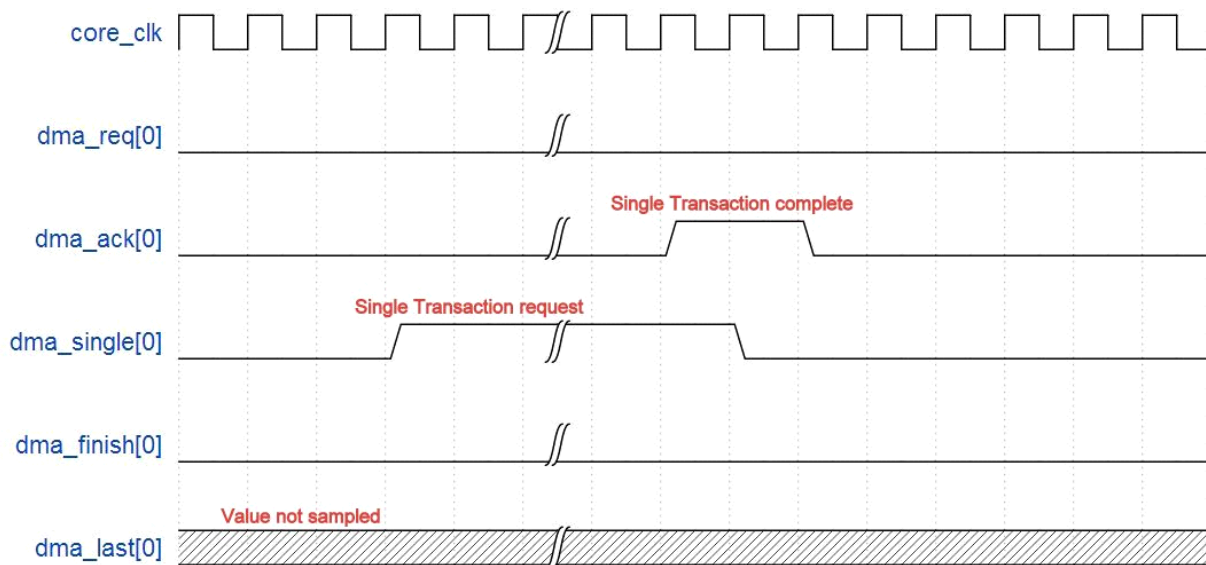 core_clk
dma_req[0]
Single Transaction complete
dma_ack[0]
Single Transaction request
dma_single[0]
dma_finish[0]
Value not sampled
dma_last[0]